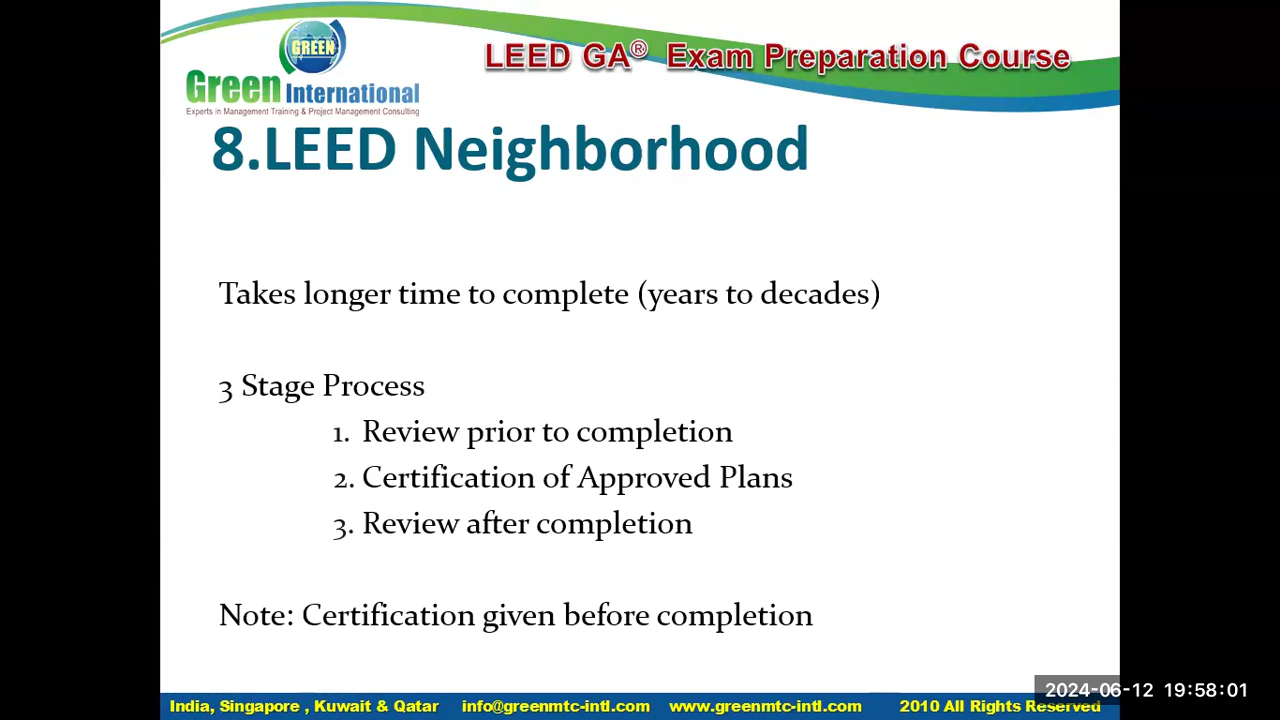 GREEN
Green International
Experts in Management Training & Project Management Consulting
LEED GA® Exam Preparation Course
8.LEED Neighborhood
Takes longer time to complete (years to decades)
3 Stage Process
1. Review prior to completion
2. Certification of Approved Plans
3. Review after completion
Note: Certification given before completion
2024-06-12 19:58:01
India, Singapore , Kuwait & Qatar info@greenmtc-intl.com www.greenmtc-intl.com 2010 All Rights Reserved